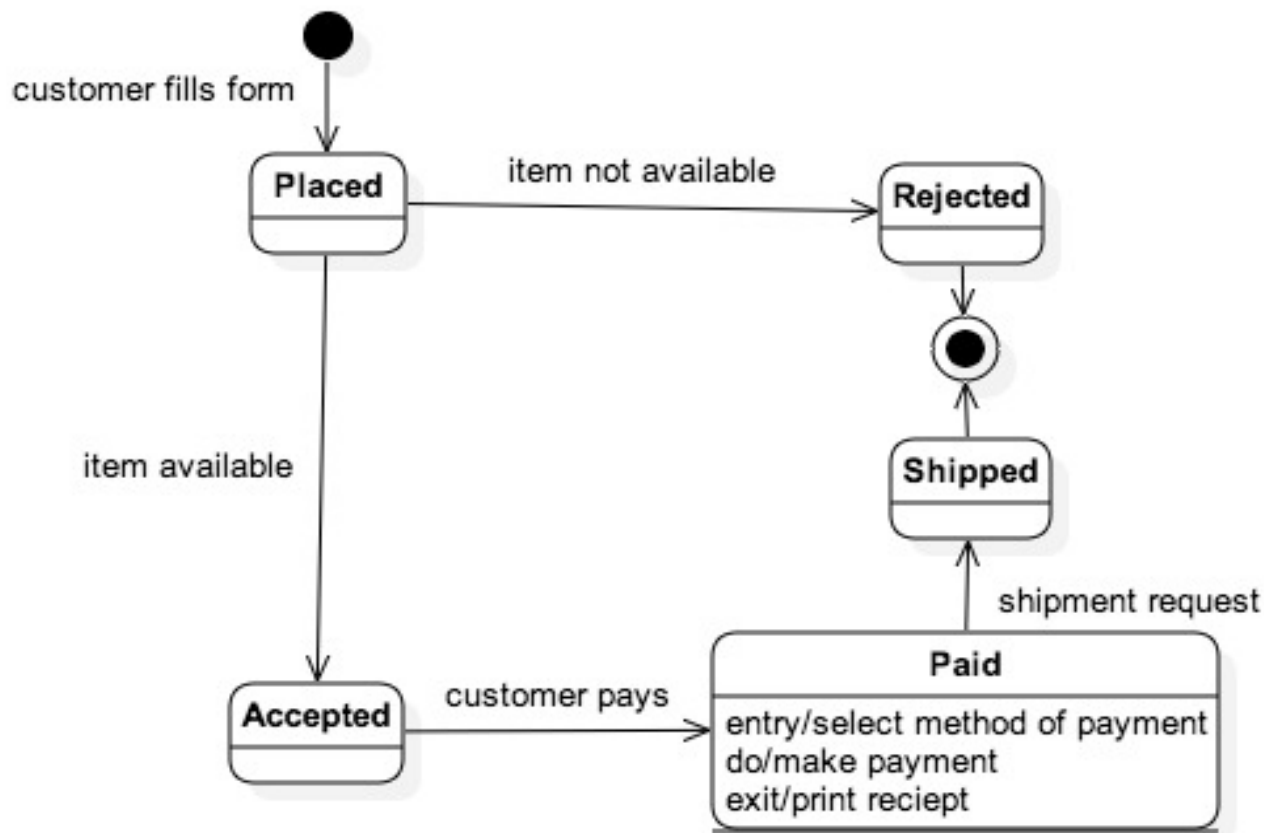 customer fills form
Placed
item not available
Rejected
item available
Shipped
shipment request
Accepted
customer pays
Paid
entry/select method of payment
do/make payment
exit/print reciept